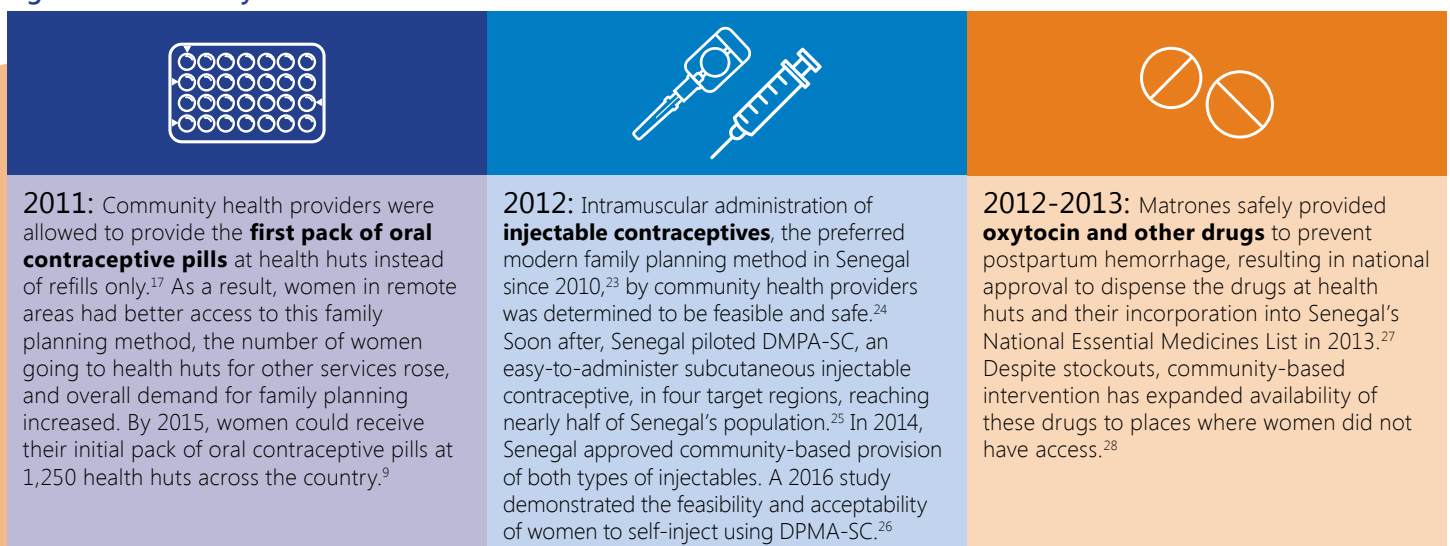 2011: Community health providers were
allowed to provide the first pack of oral
contraceptive pills at health huts instead
of refills only.17 As a result, women in remote
areas had better access to this family
planning method, the number of women
going to health huts for other services rose,
and overall demand for family planning
increased. By 2015, women could receive
their initial pack of oral contraceptive pills at
1,250 health huts across the country.9
2012: Intramuscular administration of
injectable contraceptives, the preferred
modern family planning method in Senegal
since 2010,23 by community health providers
was determined to be feasible and safe.24
Soon after, Senegal piloted DMPA-SC, an
easy-to-administer subcutaneous injectable
contraceptive, in four target regions, reaching
nearly half of Senegal’s population.25 In 2014,
Senegal approved community-based provision
of both types of injectables. A 2016 study
demonstrated the feasibility and acceptability
of women to self-inject using DPMA-SC.26
2012-2013: Matrones safely provided
oxytocin and other drugs to prevent
postpartum hemorrhage, resulting in national
approval to dispense the drugs at health
huts and their incorporation into Senegal’s
National Essential Medicines List in 2013.27
Despite stockouts, community-based
intervention has expanded availability of
these drugs to places where women did not
have access.28